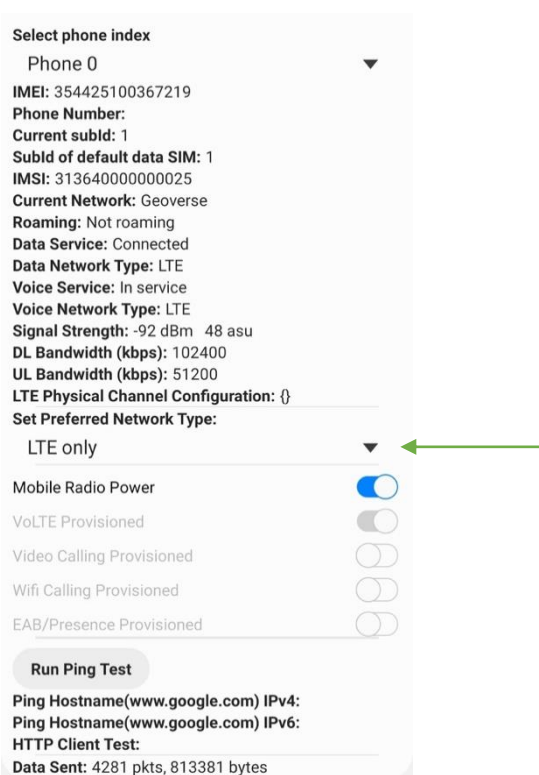 Select phone index
Phone 0
IMEI: 354425100367219
Phone Number:
Current subId: 1
SubId of default data SIM: 1
IMSI: 313640000000025
Current Network: Geoverse
Roaming: Not roaming
Data Service: Connected
Data Network Type: LTE
Voice Service: In service
Voice Network Type: LTE
Signal Strength: -92 dBm 48 asu
DL Bandwidth (kbps): 102400
UL Bandwidth (kbps): 51200
LTE Physical Channel Configuration: {}
Set Preferred Network Type:
LTE only
Mobile Radio Power
VoLTE Provisioned
Video Calling Provisioned
Wifi Calling Provisioned
EAB/Presence Provisioned
Run Ping Test
Ping Hostname(www.google.com) IPv4:
Ping Hostname(www.google.com) IPv6:
HTTP Client Test:
Data Sent: 4281 pkts, 813381 bytes